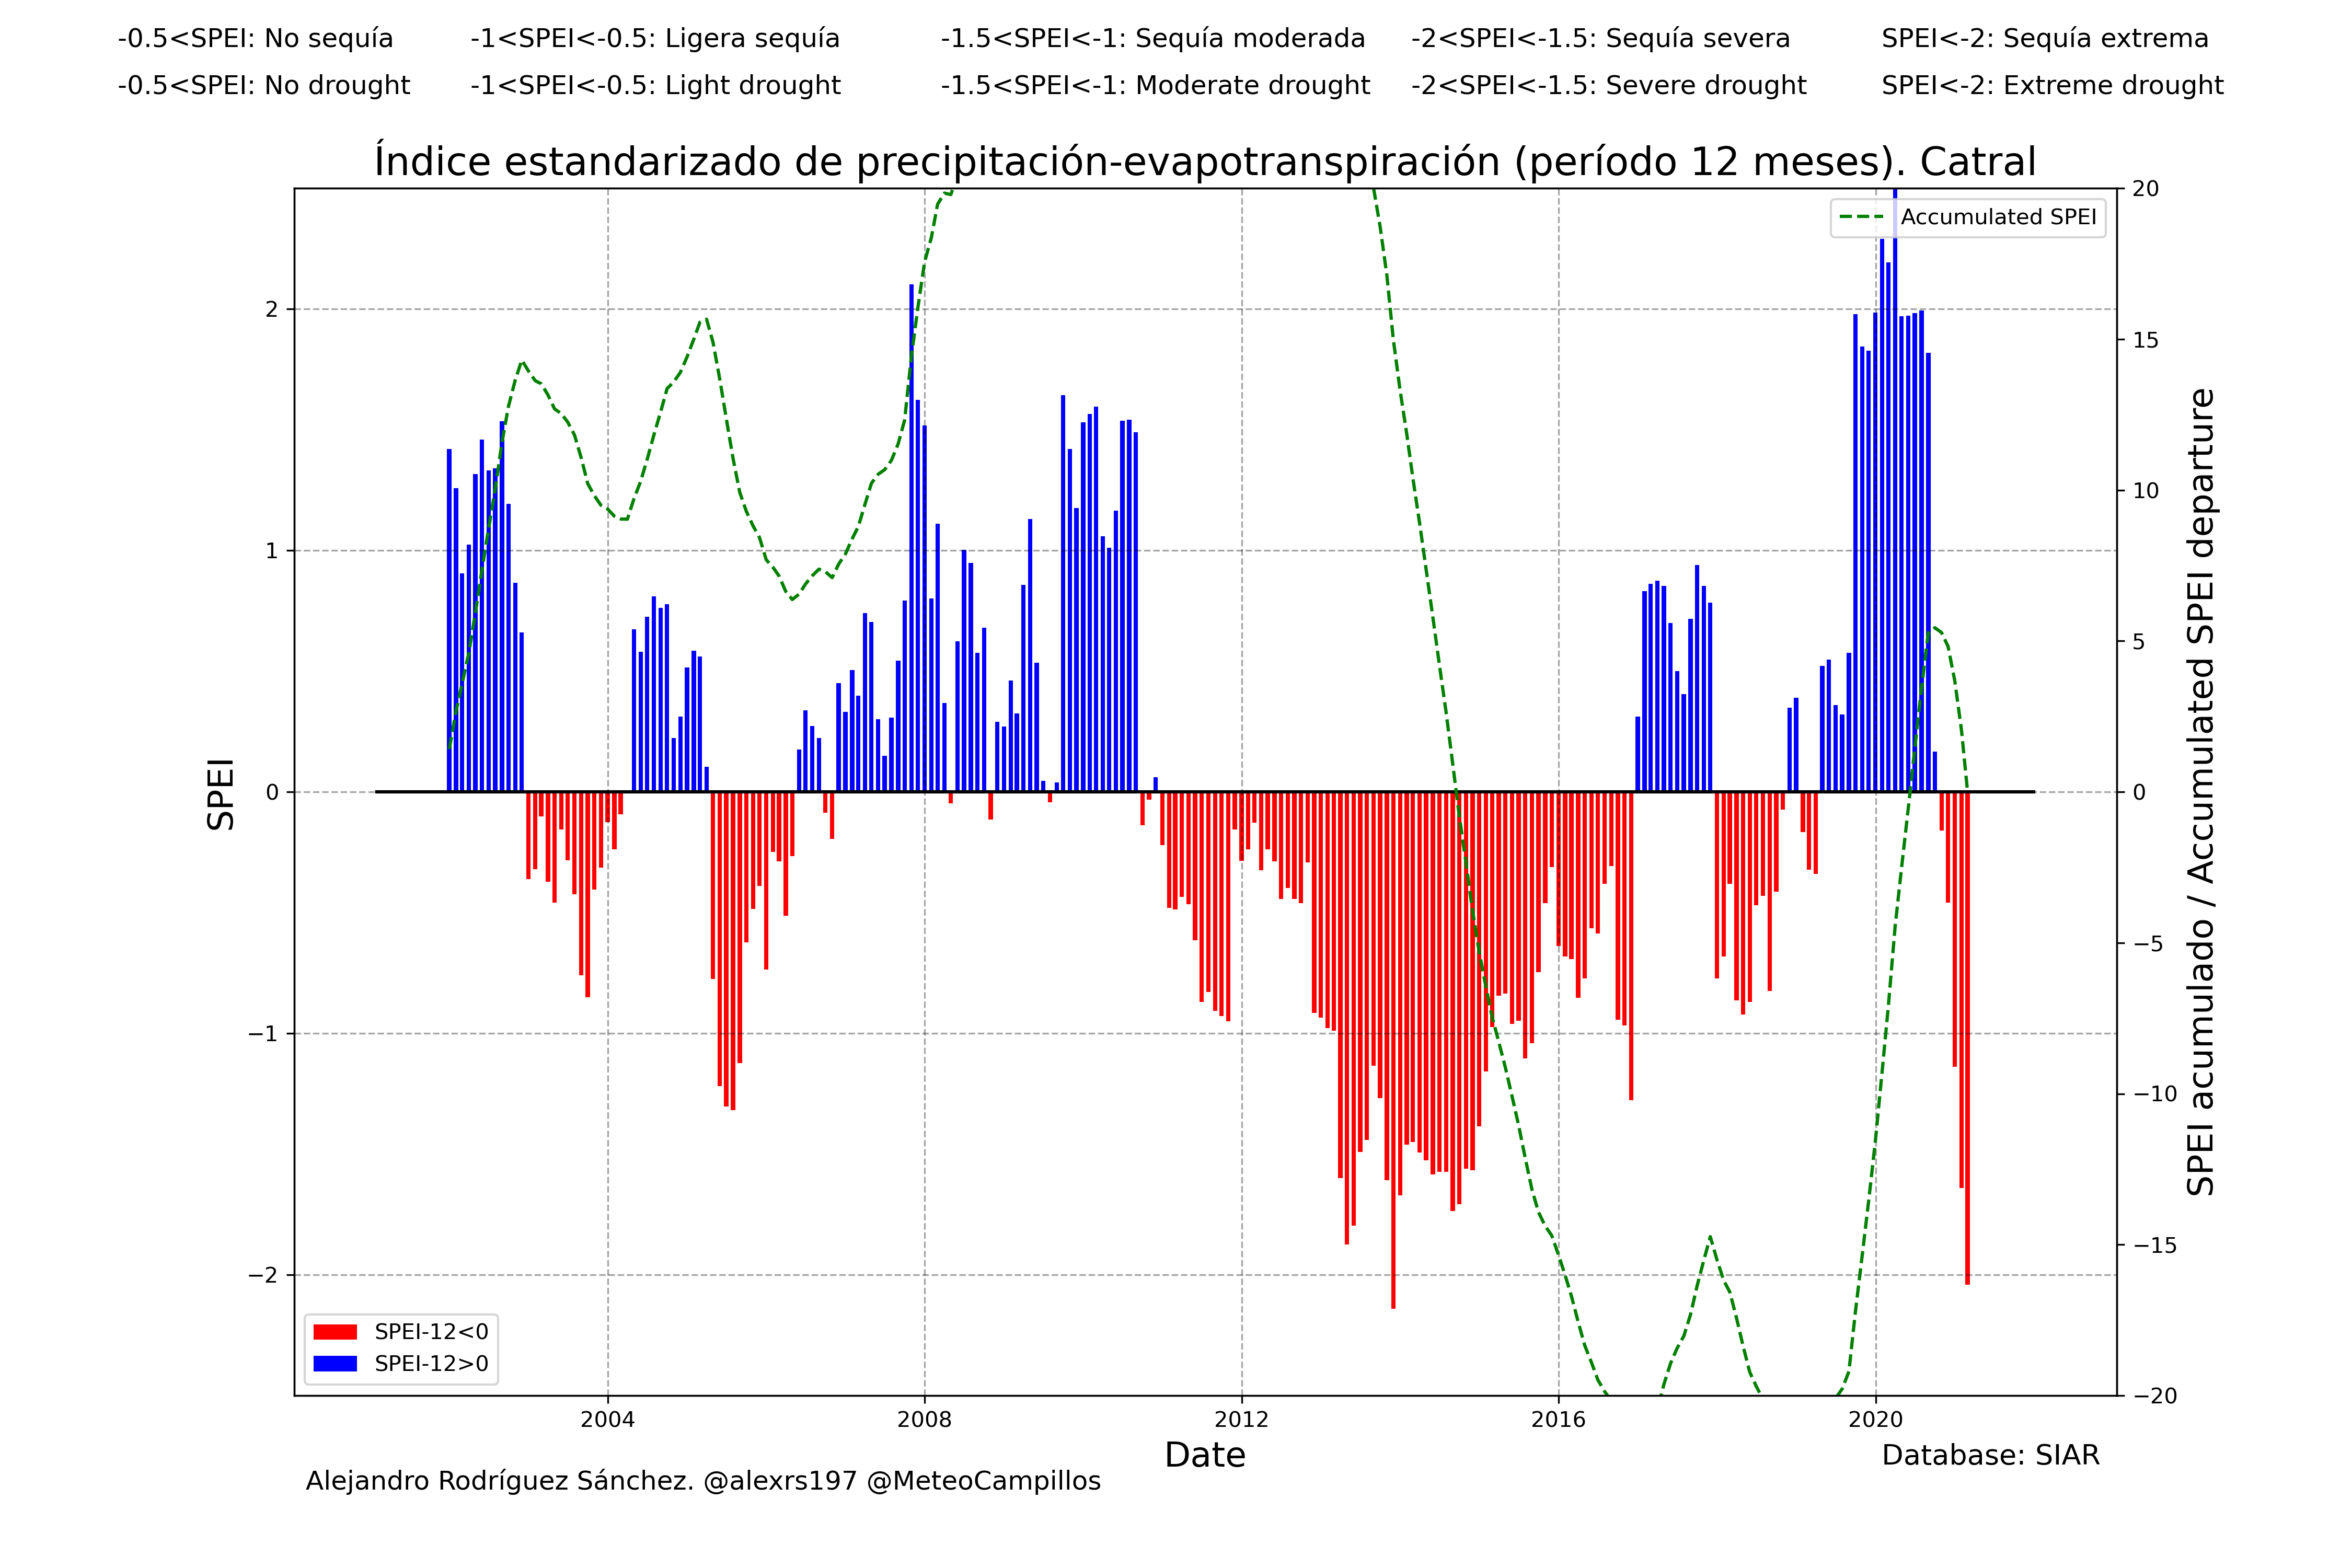 -0.5<SPEI: No sequía -1<SPEI<-0.5: Ligera sequía -1.5<SPEI<-1: Sequía moderada -2<SPEI<-1.5: Sequía severa SPEI<-2: Sequía extrema
-0.5<SPEI: No drought -1<SPEI<-0.5: Light drought -1.5<SPEI<-1: Moderate drought -2<SPEI<-1.5: Severe drought SPEI<-2: Extreme drought
Índice estandarizado de precipitación-evapotranspiración (período 12 meses). Catral
Accumulated SPEI
2
1
0
−1
−2
SPEI
20
15
10
5
0
−5
−10
−15
−20
SPEI acumulado / Accumulated SPEI departure
SPEI-12<0
SPEI-12>0
2004 2008 2012 2016 2020
Date
Database: SIAR
Alejandro Rodríguez Sánchez. @alexrs197 @MeteoCampillos